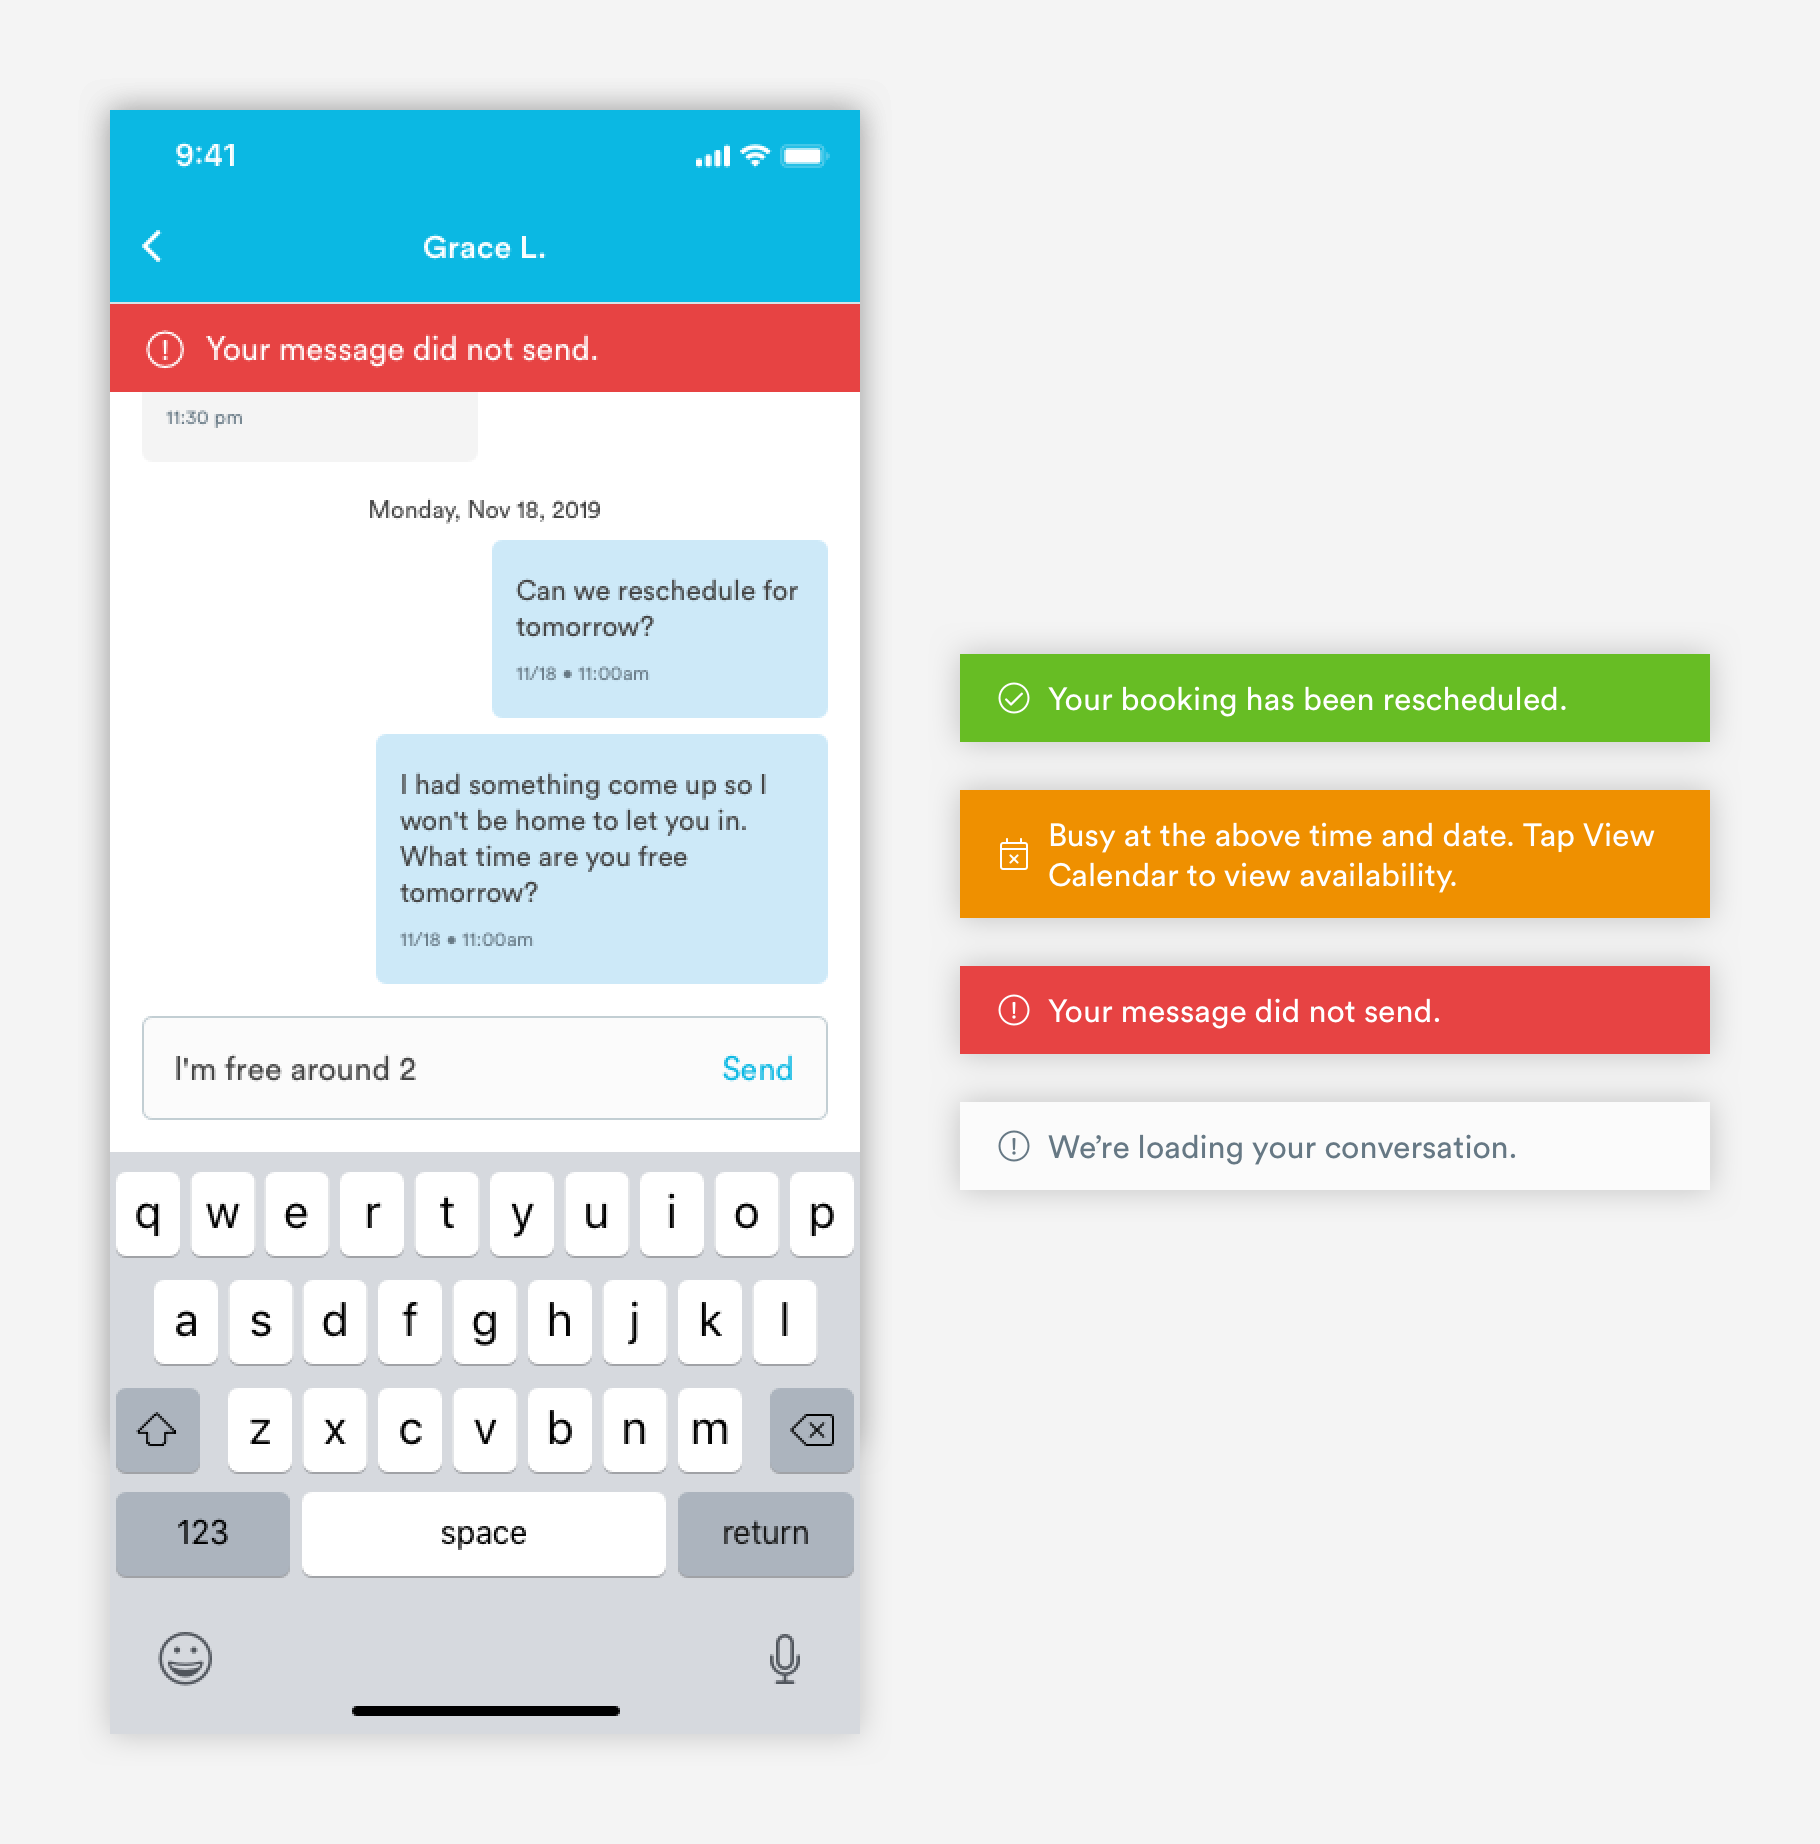 9:41
Grace L.
Your message did not send.
11:30 pm
Monday, Nov 18, 2019
Can we reschedule for
tomorrow?
11/18 • 11:00am
I had something come up so I
won't be home to let you in.
What time are you free
tomorrow?
11/18 • 11:00am
I'm free around 2 Send
q w e r t y u i o p
a s d f g h j k l
z x c v b n m
123 space return
Your booking has been rescheduled.
Busy at the above time and date. Tap View
Calendar to view availability.
Your message did not send.
We’re loading your conversation.